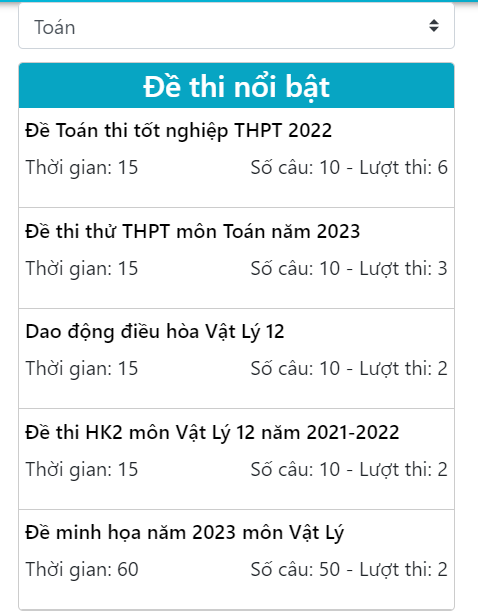 Toán
Đề thi nổi bật
Đề Toán thi tốt nghiệp THPT 2022
Thời gian: 15 Số câu: 10 - Lượt thi: 6
Đề thi thử THPT môn Toán năm 2023
Thời gian: 15 Số câu: 10 - Lượt thi: 3
Dao động điều hòa Vật Lý 12
Thời gian: 15 Số câu: 10 - Lượt thi: 2
Đề thi HK2 môn Vật Lý 12 năm 2021-2022
Thời gian: 15 Số câu: 10 - Lượt thi: 2
Đề minh họa năm 2023 môn Vật Lý
Thời gian: 60 Số câu: 50 - Lượt thi: 2